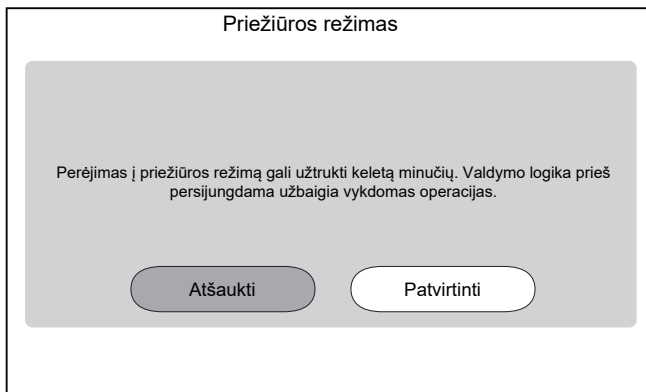 Priežiūros režimas
Perėjimas į priežiūros režimą gali užtrukti keletą minučių. Valdymo logika prieš
persijungdama užbaigia vykdomas operacijas.
Atšaukti
Patvirtinti